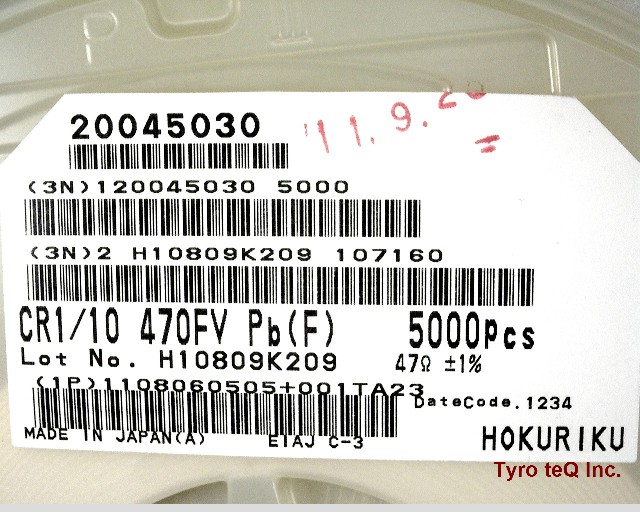 P
20045030
'11.9.20
(3N)120045030 5000
(3N)2 H10809K209 107160
CR1/10 470FV Pb(F) 5000pcs
Lot No. H10809K209 47Ω ±1%
(1P)1108060505+001TA23
DateCode.1234
MADE IN JAPAN(A) EIAJ C-3 HOKURIKU
Tyro teQ Inc.